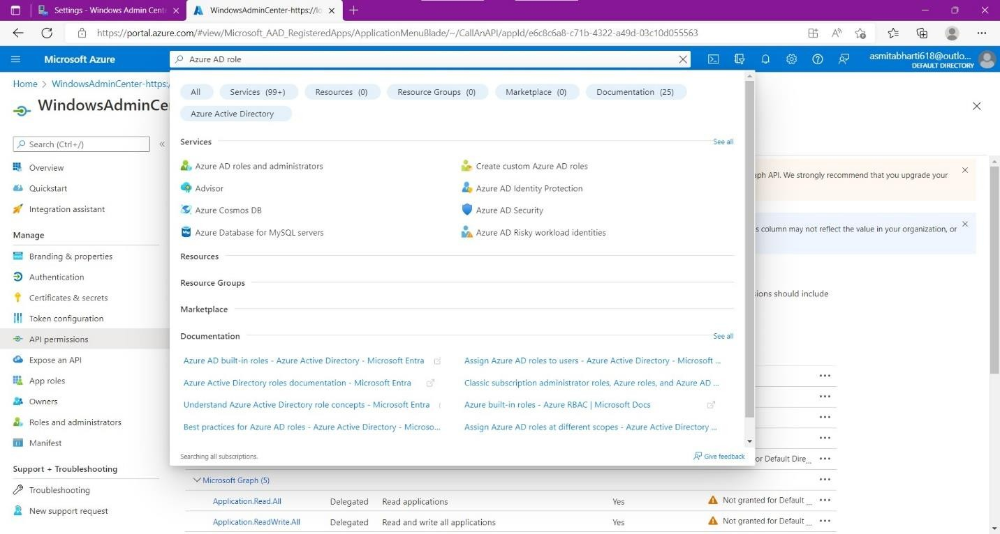 Settings - Windows Admin Cent
WindowsAdminCenter-https://lo
https://portal.azure.com/#view/Microsoft_AAD_RegisteredApps/ApplicationMenuBlade/~/CallAnAPI/appId/e6c8c6a8-c71b-4322-a49d-03c10d055563
Microsoft Azure
Azure AD role
asmitabharti618@outlo...
DEFAULT DIRECTORY
Home > WindowsAdminCenter-https:/
WindowsAdminCe
Search (Ctrl+/)
«
Overview
Quickstart
Integration assistant
Manage
Branding & properties
Authentication
Certificates & secrets
Token configuration
API permissions
Expose an API
App roles
Owners
Roles and administrators
Manifest
Support + Troubleshooting
Troubleshooting
New support request
All
Services (99+)
Resources (0)
Resource Groups (0)
Marketplace (0)
Documentation (25)
Azure Active Directory
Services
See all
Azure AD roles and administrators
Create custom Azure AD roles
Advisor
Azure AD Identity Protection
Azure Cosmos DB
Azure AD Security
Azure Database for MySQL servers
Azure AD Risky workload identities
Resources
Resource Groups
Marketplace
Documentation
See all
Azure AD built-in roles - Azure Active Directory - Microsoft Entra
Assign Azure AD roles to users - Azure Active Directory - Microsoft ...
Azure Active Directory roles documentation - Microsoft Entra
Classic subscription administrator roles, Azure roles, and Azure AD ...
Understand Azure Active Directory role concepts - Microsoft Entra
Azure built-in roles - Azure RBAC | Microsoft Docs
Best practices for Azure AD roles - Azure Active Directory - Microso...
Assign Azure AD roles at different scopes - Azure Active Directory ...
Searching all subscriptions.
Give feedback
aph API. We strongly recommend that you upgrade your
s column may not reflect the value in your organization, or
sions should include
or Default Dire...
Microsoft Graph (5)
Application.Read.All Delegated Read applications Yes Not granted for Default ...
Application.ReadWrite.All Delegated Read and write all applications Yes Not granted for Default ...